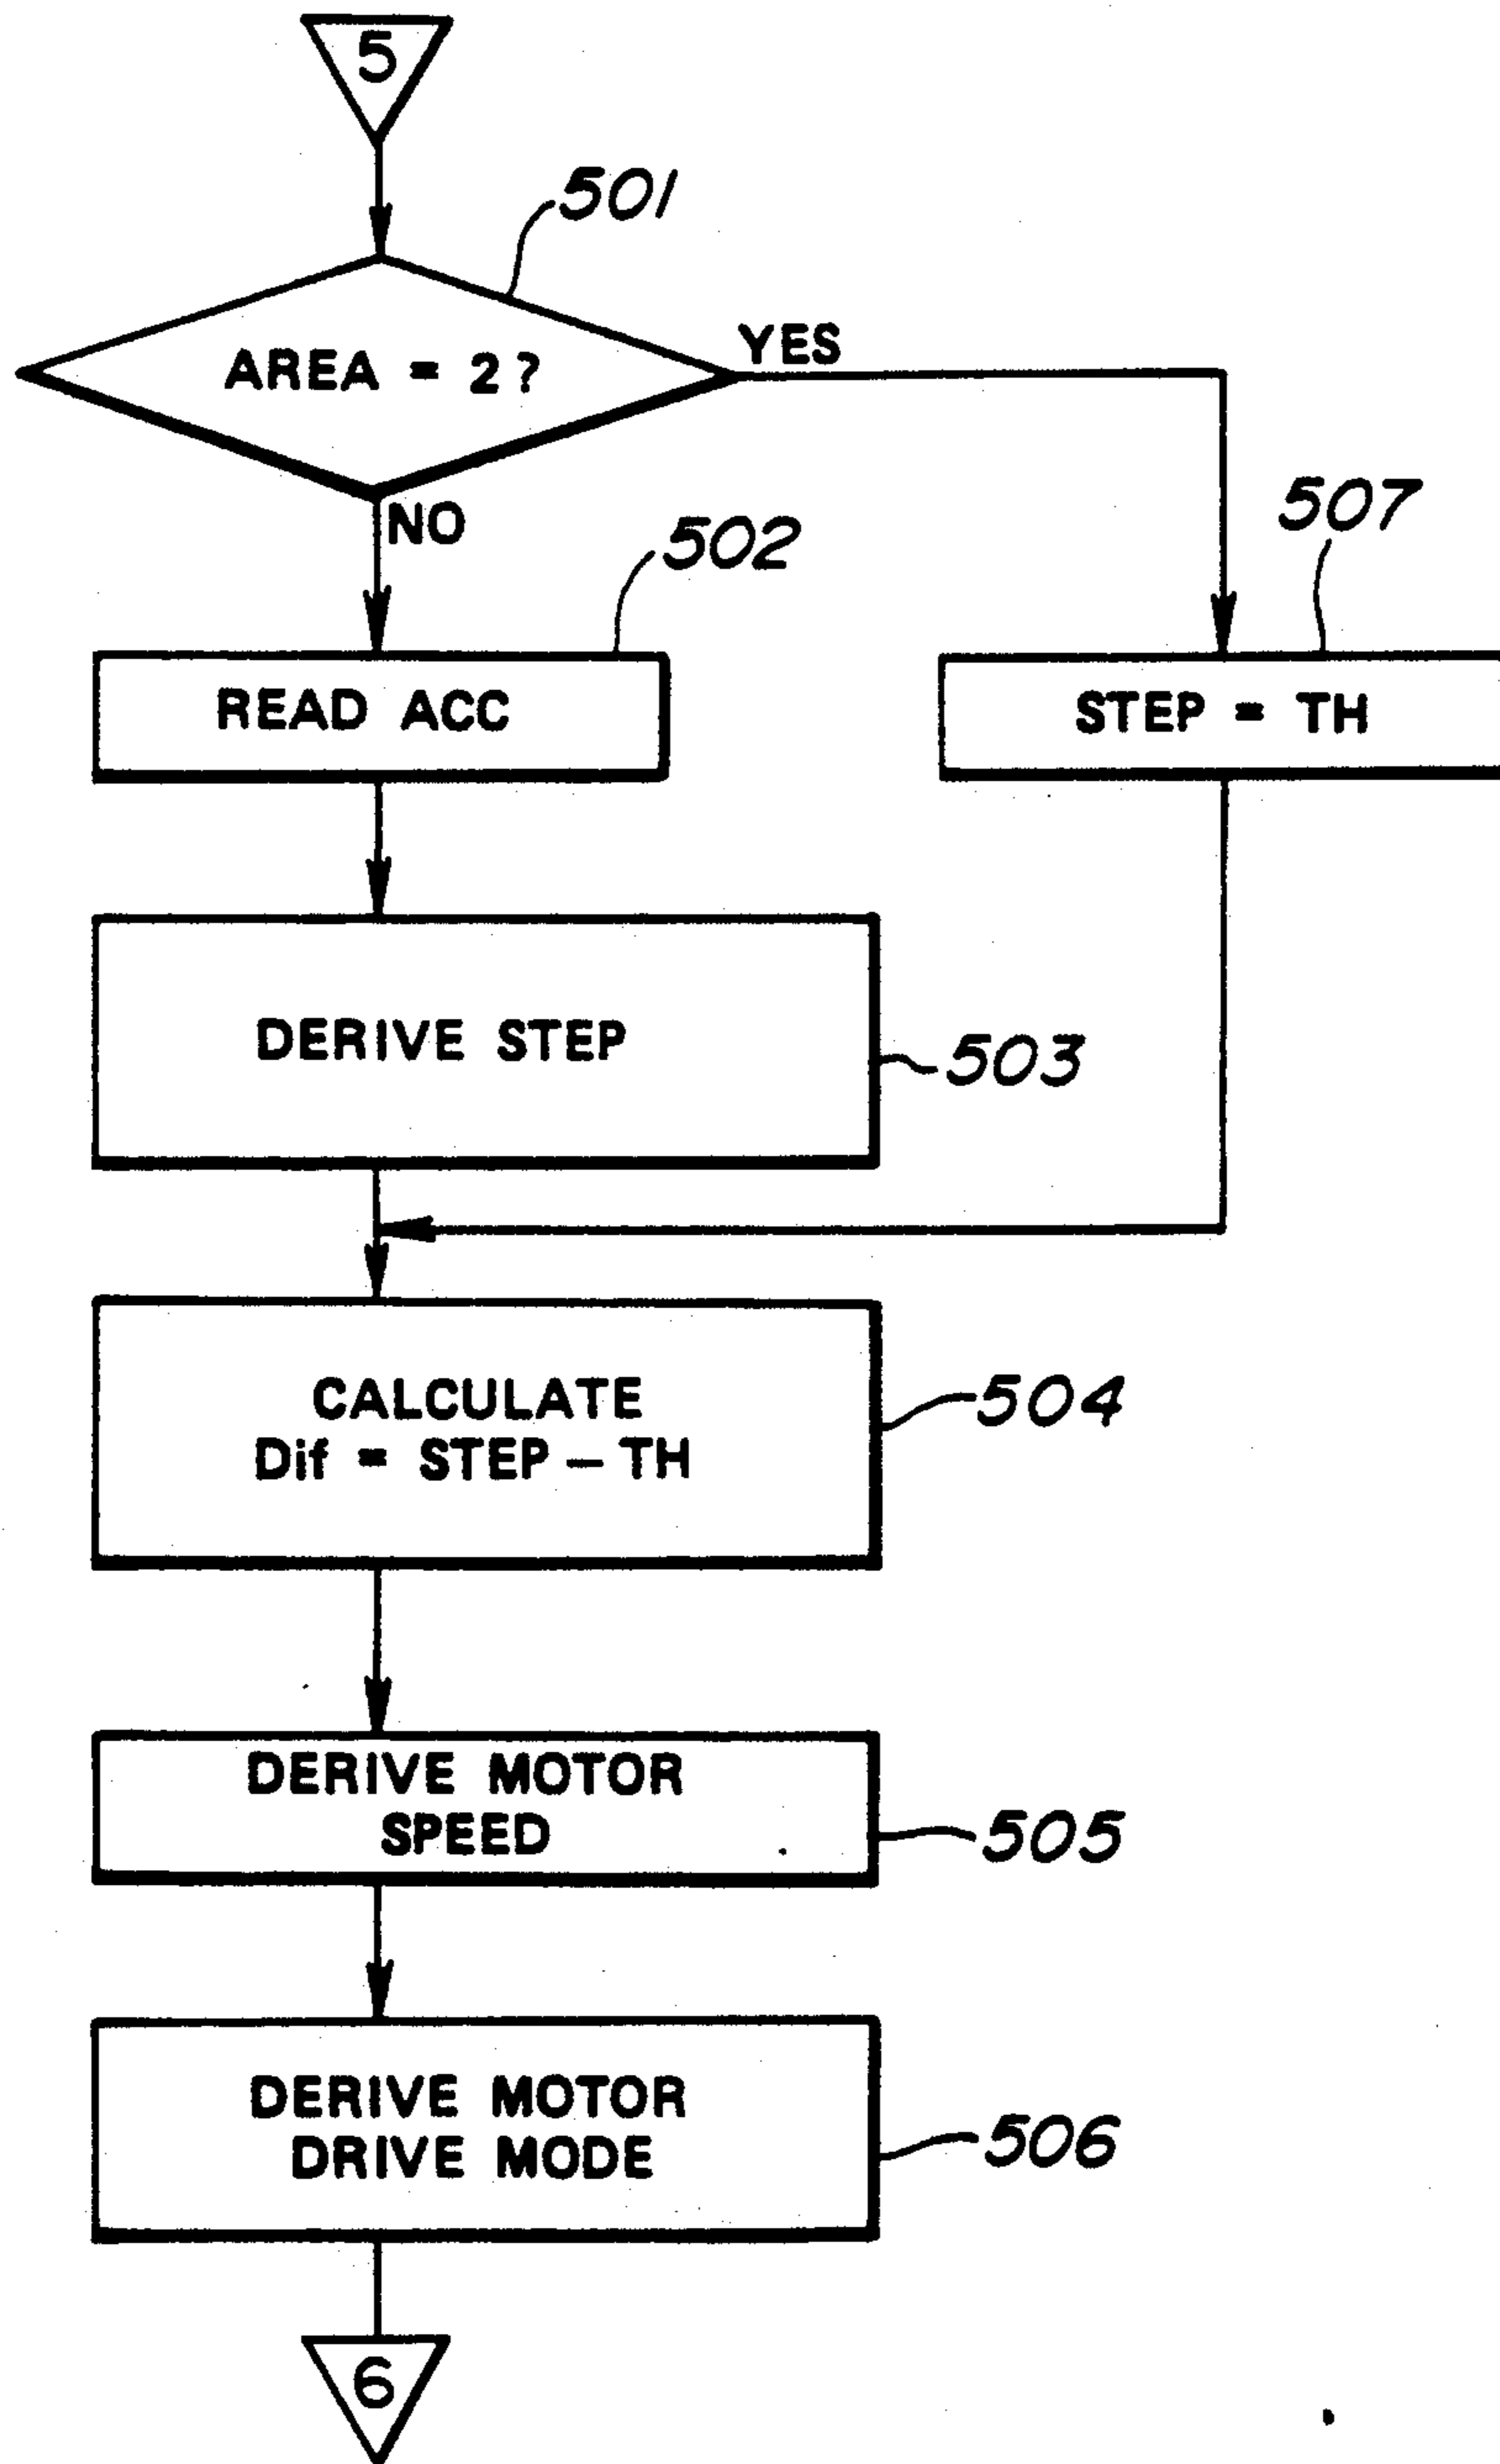 5
501
AREA = 2?
YES
NO
502
507
READ ACC
STEP = TH
DERIVE STEP
503
CALCULATE
Dif = STEP – TH
504
DERIVE MOTOR
SPEED
505
DERIVE MOTOR
DRIVE MODE
506
6